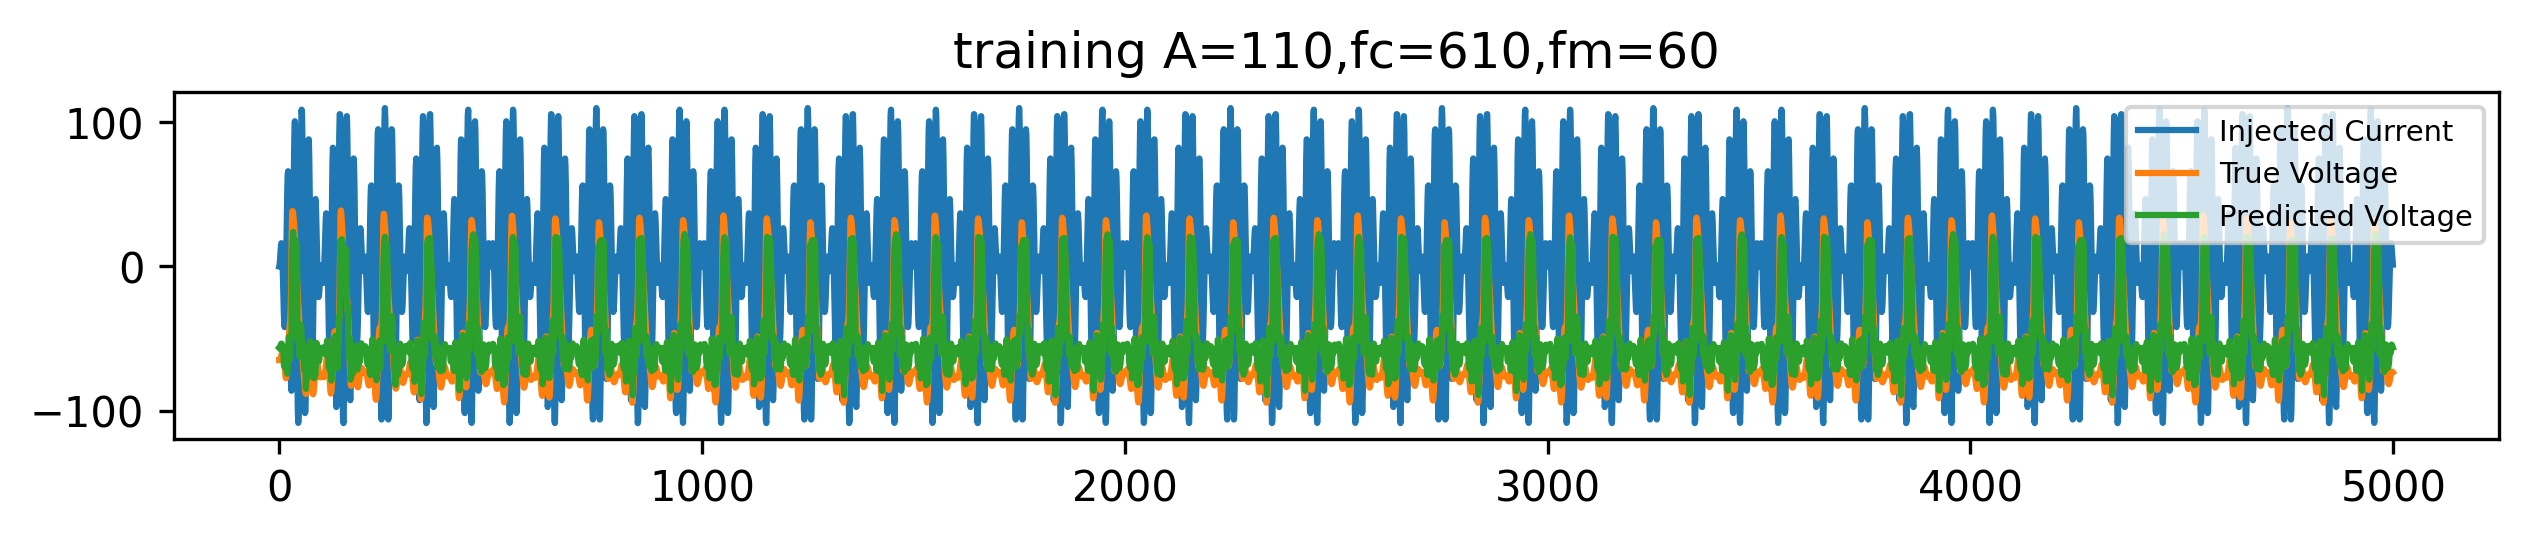 training A=110,fc=610,fm=60
100
0
−100
Injected Current
True Voltage
Predicted Voltage
0 1000 2000 3000 4000 5000